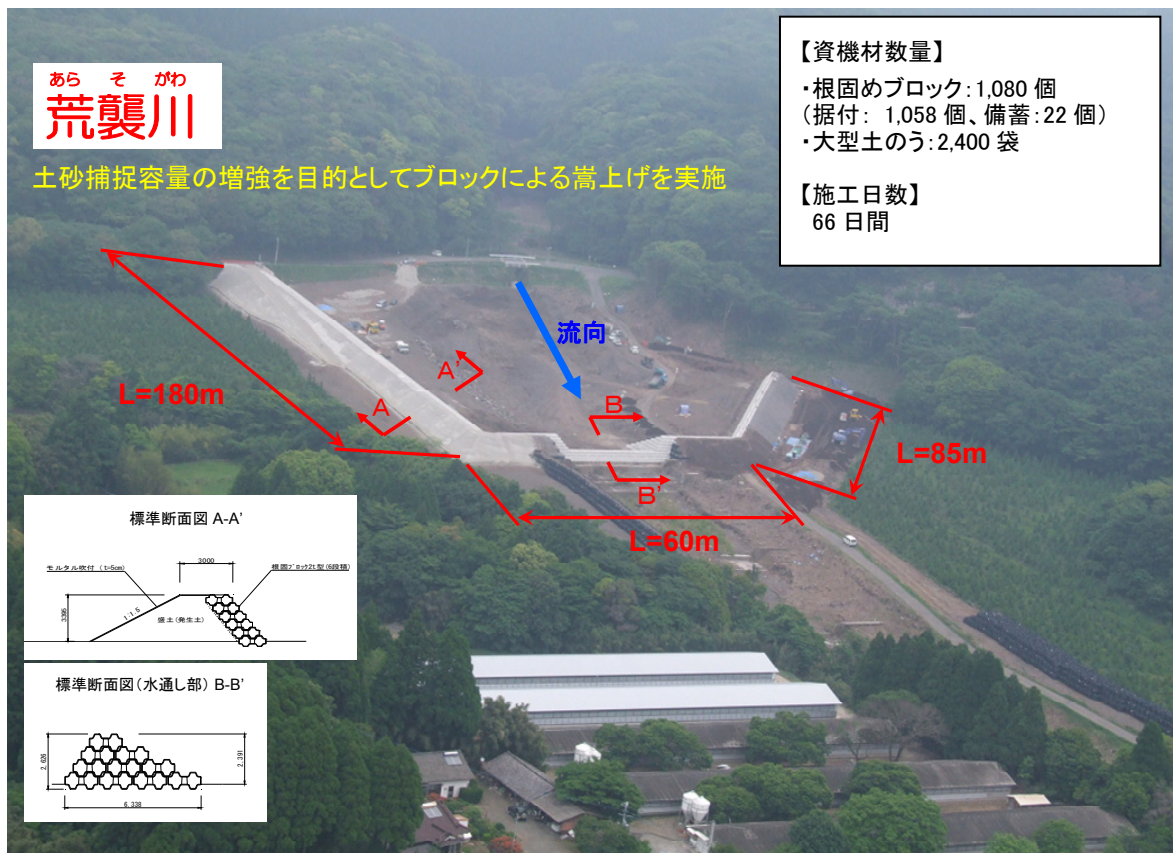 あら そ がわ
荒襲川
土砂捕捉容量の増強を目的としてブロックによる嵩上げを実施
【資機材数量】
・根固めブロック：1,080 個
（据付： 1,058 個、備蓄：22 個）
・大型土のう：2,400 袋
【施工日数】
66 日間
流向
L=180m
A'
A
B
B'
L=85m
L=60m
標準断面図 A-A'
3000
モルタル吹付（t=5cm）
根固ブロック2t型(6段積)
1:1.5
3395
盛土（発生土）
標準断面図（水通し部） B-B'
2.626
2.391
6.338